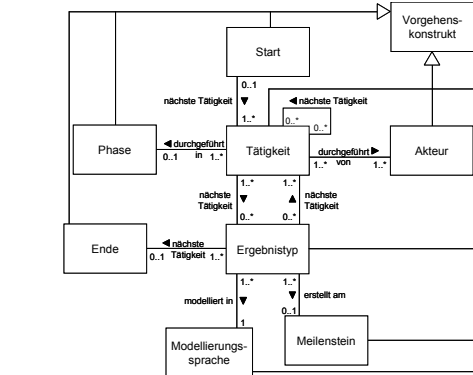 Vorgehens-
konstrukt
Start
0..1
nächste Tätigkeit ▼
◄ nächste Tätigkeit
1..*
0..*
0..*
Phase
◄ durchgeführt
in
0..1
1..*
Tätigkeit
durchgeführt ►
von
1..*
1..*
Akteur
1..*
1..*
nächste
Tätigkeit ▼
▲ nächste
Tätigkeit
0..*
0..*
Ende
◄ nächste
Tätigkeit
0..1
1..*
Ergebnistyp
1..*
1..*
modelliert in ▼
▼ erstellt am
0..1
1
Modellierungs-
sprache
Meilenstein